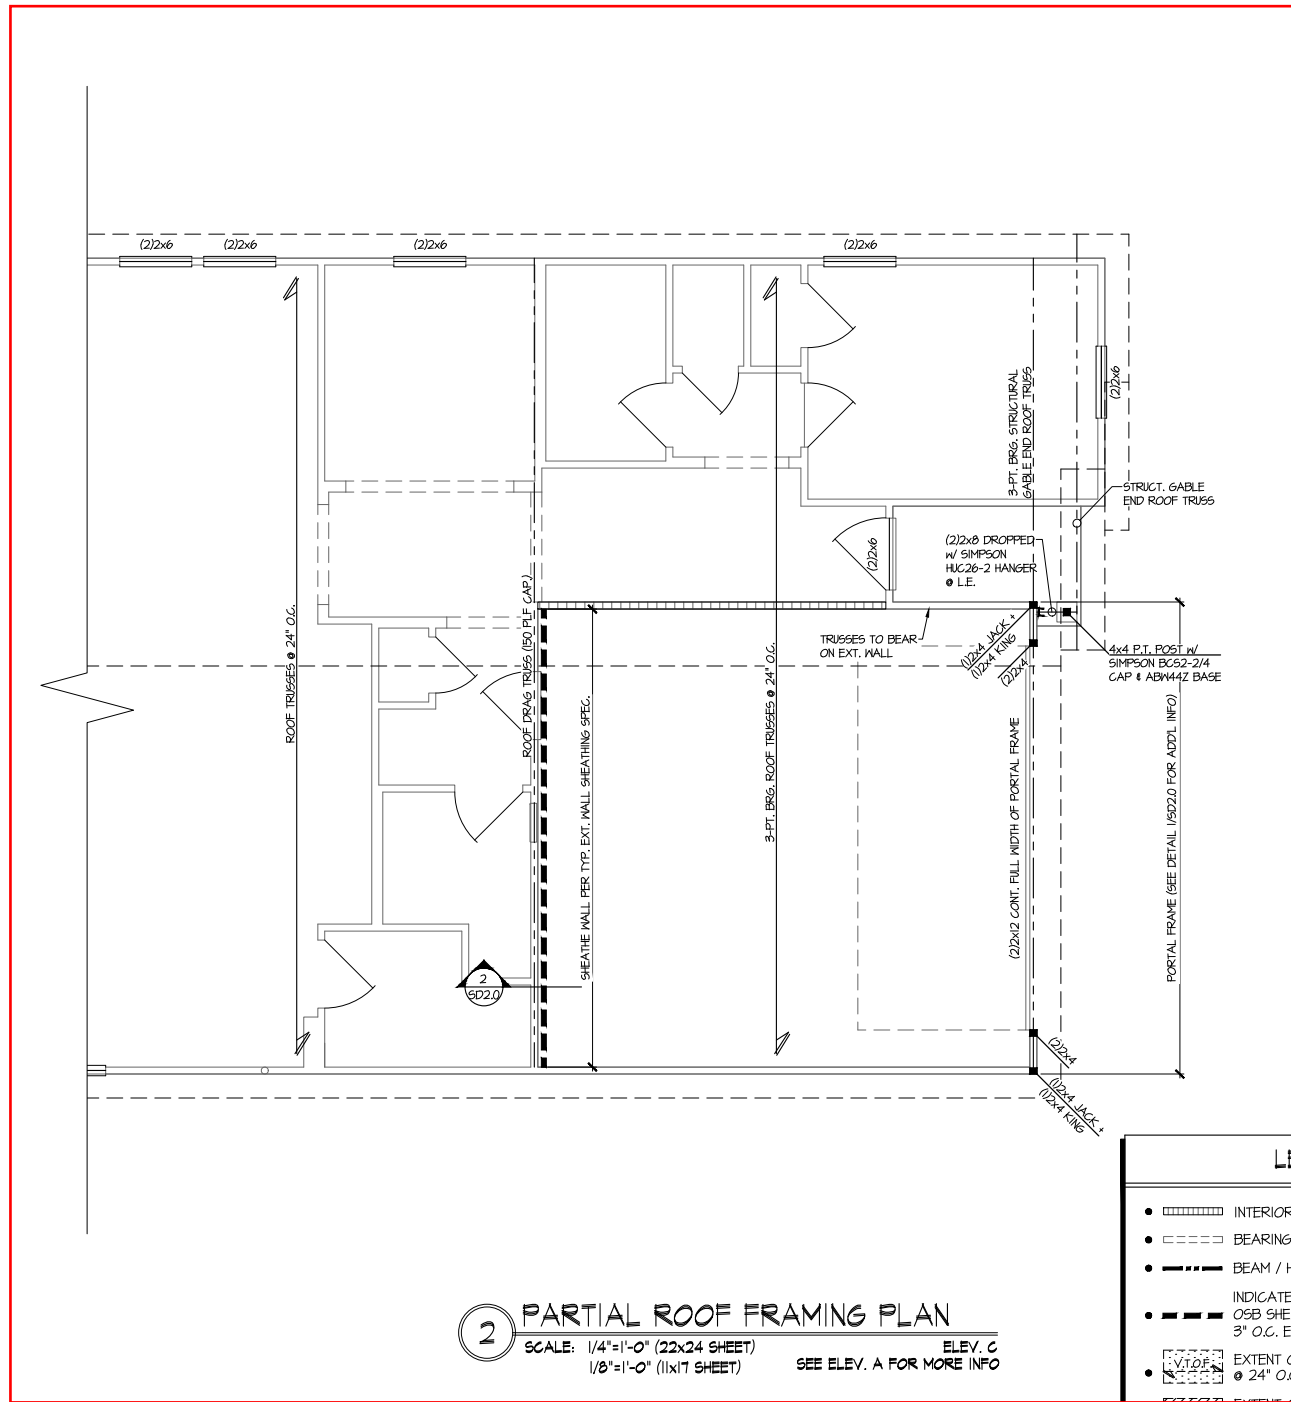 (2)2x6
(2)2x6
(2)2x6
(2)2x6
(2)2x6
3-PT. BRG. STRUCTURAL
GABLE END ROOF TRUSS
STRUCT. GABLE
END ROOF TRUSS
(2)2x6
(2)2x8 DROPPED
W/ SIMPSON
HUC26-2 HANGER
@ L.E.
ROOF TRUSSES @ 24" O.C.
ROOF DRAG TRUSS (150 PLF CAP.)
SHEATHE WALL PER TYP. EXT. WALL SHEATHING SPEC.
3-PT. BRG. ROOF TRUSSES @ 24" O.C.
TRUSSES TO BEAR
ON EXT. WALL
(1)2x4 JACK +
(1)2x4 KING
(2)2x4
4x4 P.T. POST W/
SIMPSON BCS2-2/4
CAP & ABW44Z BASE
(2)2x12 CONT. FULL WIDTH OF PORTAL FRAME
PORTAL FRAME (SEE DETAIL 1/SD2.0 FOR ADD'L INFO)
2
SD2.0
(2)2x4
(1)2x4 JACK +
(1)2x4 KING
2
PARTIAL ROOF FRAMING PLAN
SCALE: 1/4"=1'-0" (22x24 SHEET)
ELEV. C
1/8"=1'-0" (11x17 SHEET)
SEE ELEV. A FOR MORE INFO
INTERIOR
BEARING
BEAM / H
INDICATE
OSB SHE
3" O.C. E
V.T.O.F.
EXTENT O
@ 24" O.C